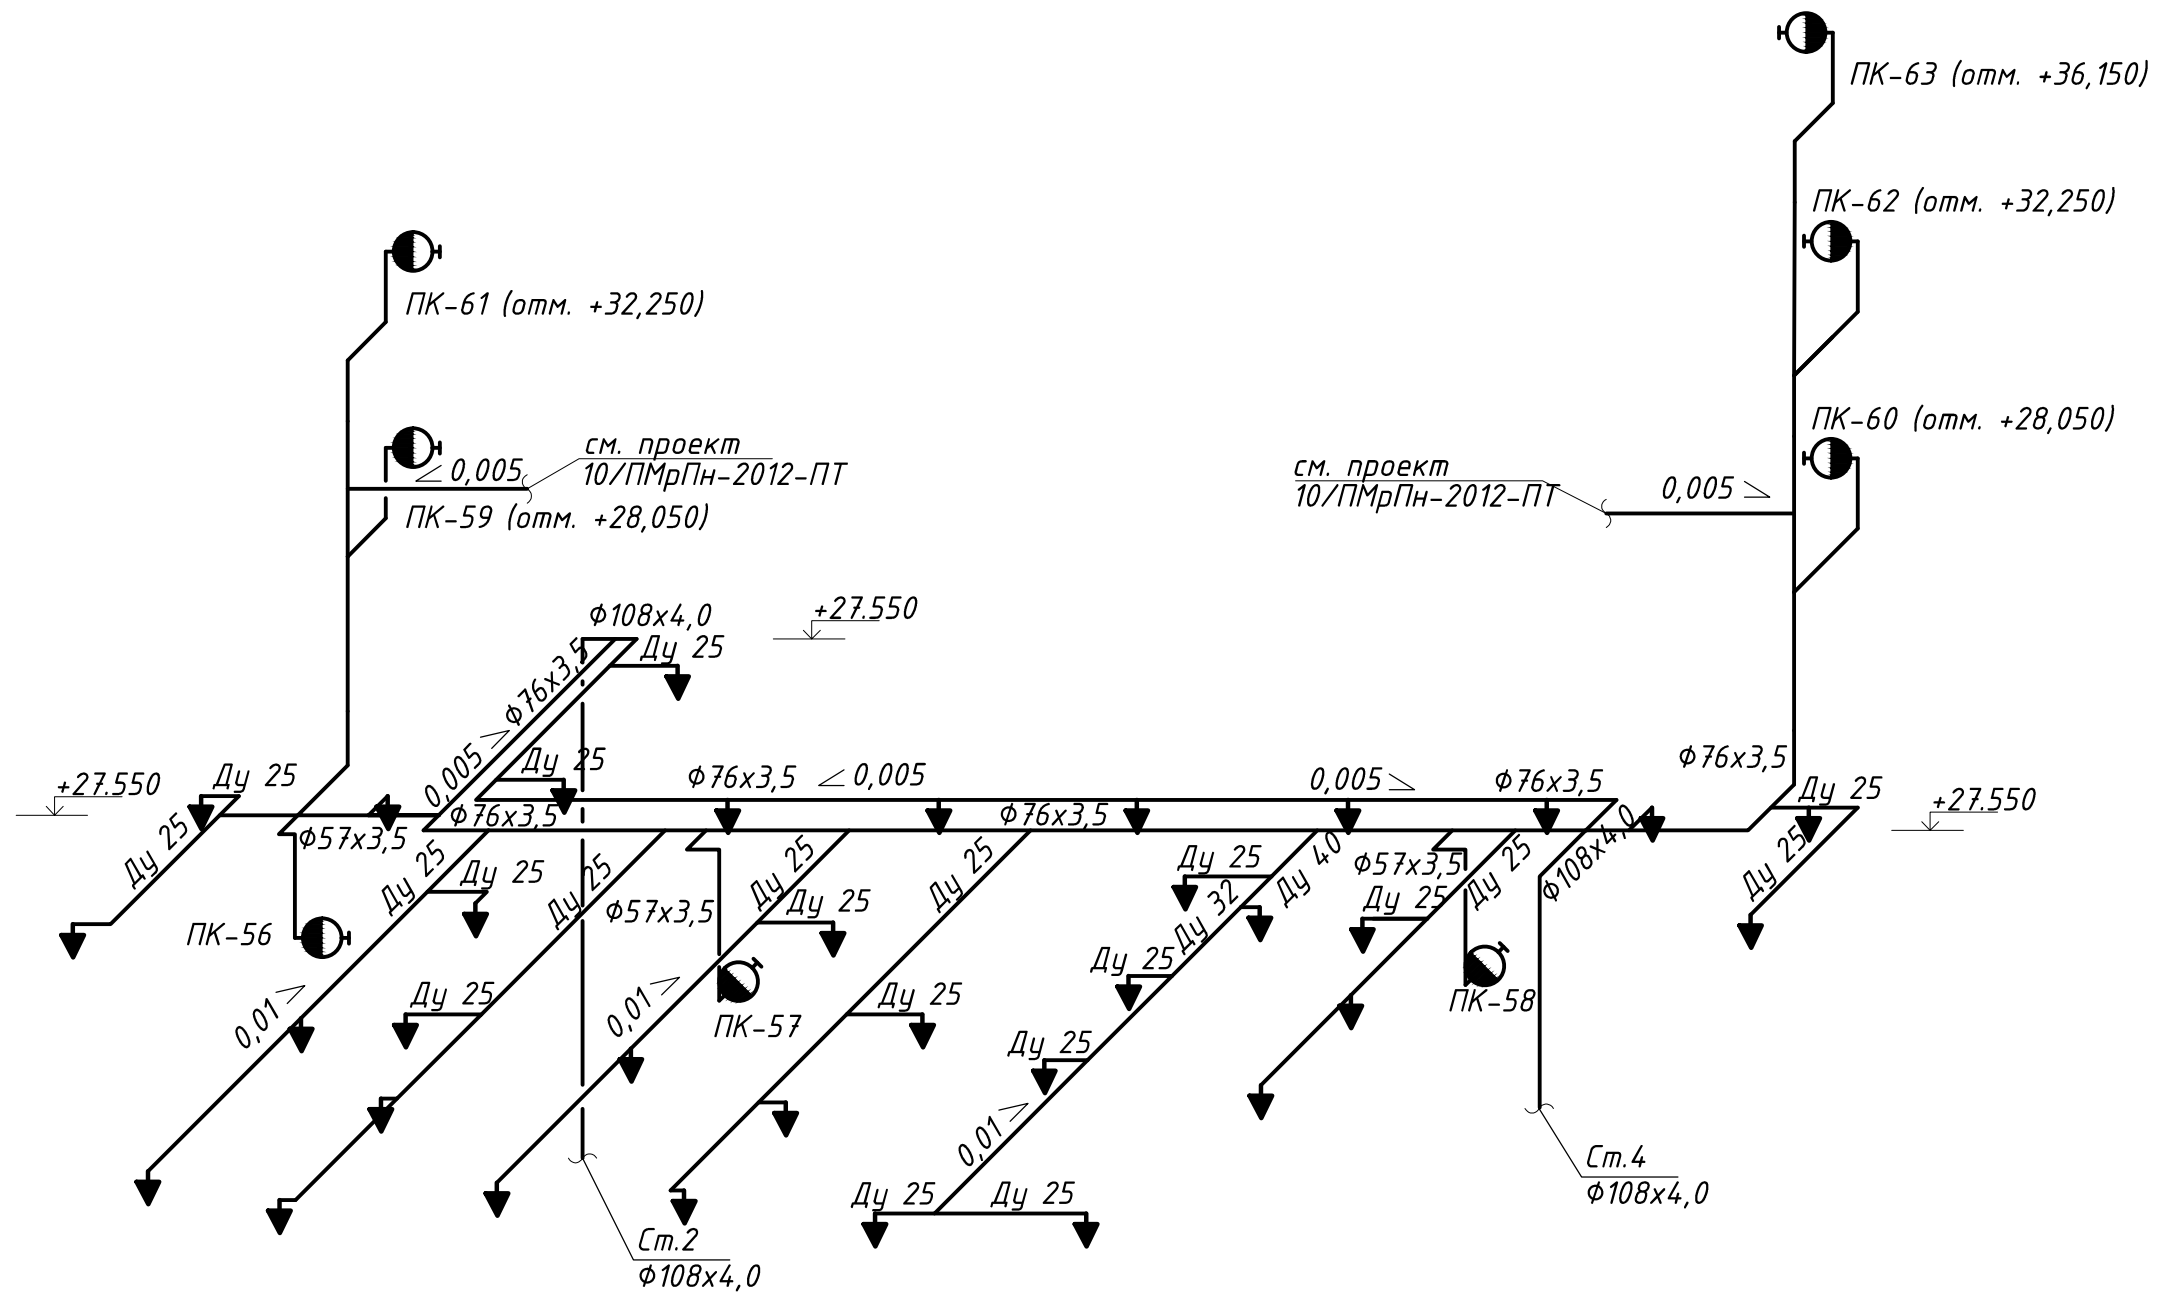 ПК-63 (отм. +36,150)
ПК-62 (отм. +32,250)
ПК-61 (отм. +32,250)
ПК-60 (отм. +28,050)
см. проект
10/ПМрПн-2012-ПТ
0,005
ПК-59 (отм. +28,050)
см. проект
10/ПМрПн-2012-ПТ
0,005
Ф108х4,0
+27.550
Ду 25
Ф76х3,5
0,005
Ду 25
+27.550
Ду 25
Ду 25
Ф57х3,5
Ф76х3,5
Ф76х3,5
0,005
Ф76х3,5
0,005
Ф76х3,5
Ф76х3,5
Ду 25
+27.550
Ду 25
Ф108х4,0
Ду 25
Ду 25
Ду 25
Ф57х3,5
Ду 25
Ду 25
Ду 25
Ду 25
Ду 40
Ду 32
Ф57х3,5
Ду 25
Ду 25
ПК-56
0,01
Ду 25
0,01
ПК-57
Ду 25
Ду 25
ПК-58
Ду 25
0,01
Ду 25
Ду 25
Ст.4
Ф108х4,0
Ст.2
Ф108х4,0